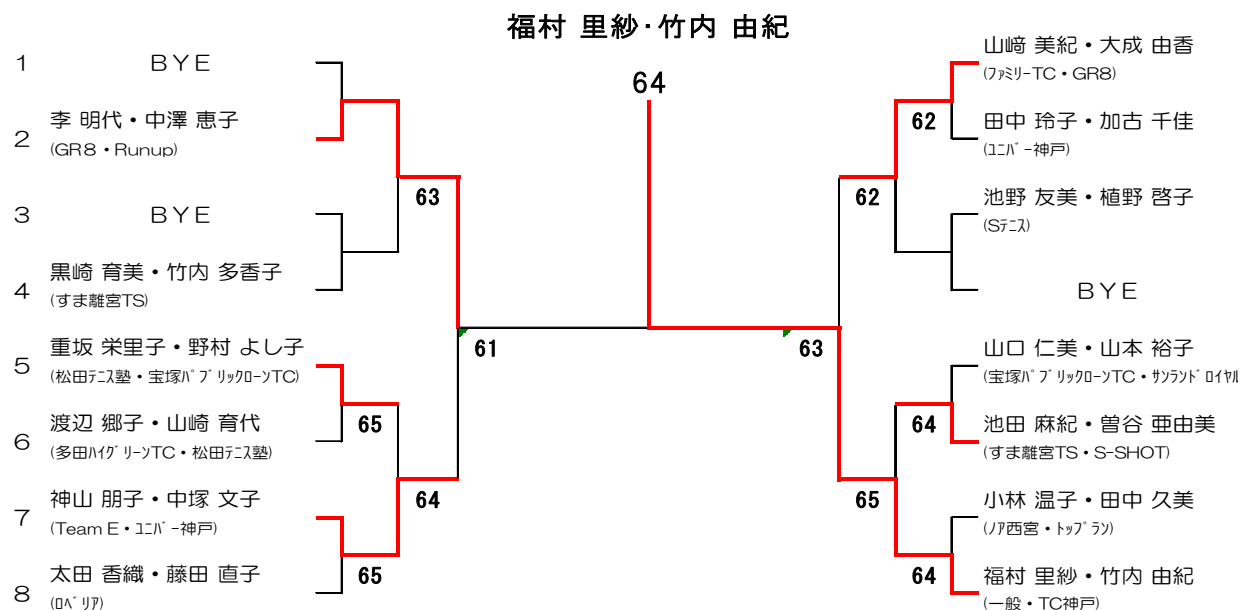 福村 里紗・竹内 由紀
64
1 BYE
2 李 明代・中澤 恵子
(GR8・Runup)
63
3 BYE
4 黒崎 育美・竹内 多香子
(すま離宮TS)
61
5 重坂 栄里子・野村 よし子
(松田ﾃﾆｽ塾・宝塚ﾊﾟﾌﾞﾘｯｸﾛｰﾝTC)
65
6 渡辺 郷子・山崎 育代
(多田ﾊｲｸﾞﾘｰﾝTC・松田ﾃﾆｽ塾)
64
7 神山 朋子・中塚 文子
(Team E・ﾕﾆﾊﾞｰ神戸)
65
8 太田 香織・藤田 直子
(ﾛﾍﾞﾘｱ)
山﨑 美紀・大成 由香
(ﾌｧﾐﾘｰTC・GR8)
62
田中 玲子・加古 千佳
(ﾕﾆﾊﾞｰ神戸)
62
池野 友美・植野 啓子
(Sﾃﾆｽ)
BYE
63
山口 仁美・山本 裕子
(宝塚ﾊﾟﾌﾞﾘｯｸﾛｰﾝTC・ｻﾝﾗﾝﾄﾞﾛｲﾔﾙ
64
池田 麻紀・曽谷 亜由美
(すま離宮TS・S-SHOT)
65
小林 温子・田中 久美
(ﾉｱ西宮・ﾄｯﾌﾟﾗﾝ)
64
福村 里紗・竹内 由紀
(一般・TC神戸)